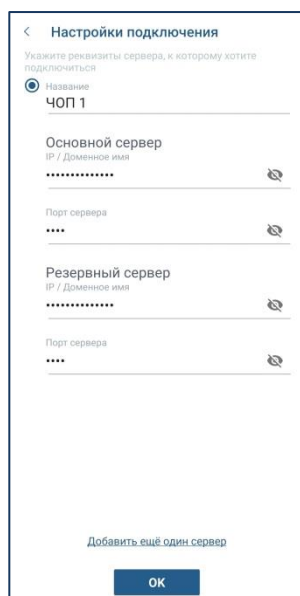 Настройки подключения
Укажите реквизиты сервера, к которому хотите
подключиться
Название
ЧОП 1
Основной сервер
IP / Доменное имя
••••••••••••••
Порт сервера
••••
Резервный сервер
IP / Доменное имя
••••••••••••••
Порт сервера
••••
Добавить ещё один сервер
ОК